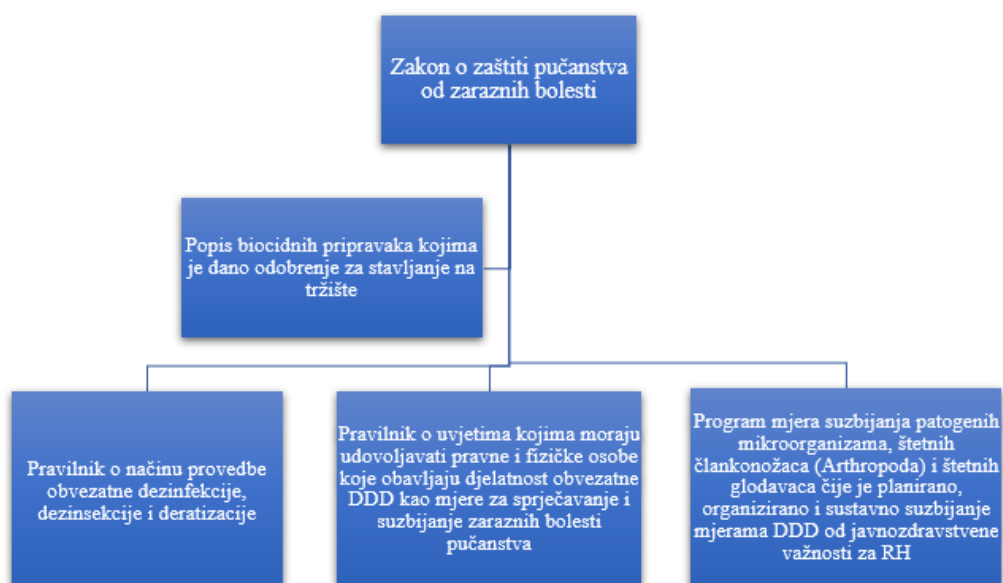 Zakon o zaštiti pučanstva
od zaraznih bolesti
Popis biocidnih pripravaka kojima
je dano odobrenje za stavljanje na
tržište
Pravilnik o načinu provedbe
obvezatne dezinfekcije,
dezinsekcije i deratizacije
Pravilnik o uvjetima kojima moraju
udovoljavati pravne i fizičke osobe
koje obavljaju djelatnost obvezatne
DDD kao mjere za sprječavanje i
suzbijanje zaraznih bolesti
pučanstva
Program mjera suzbijanja patogenih
mikroorganizama, štetnih
člankonožaca (Arthropoda) i štetnih
glodavaca čije je planirano,
organizirano i sustavno suzbijanje
mjerama DDD od javnozdravstvene
važnosti za RH